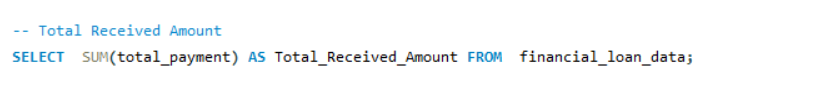 -- Total Received Amount
SELECT  SUM(total_payment) AS Total_Received_Amount FROM  financial_loan_data;